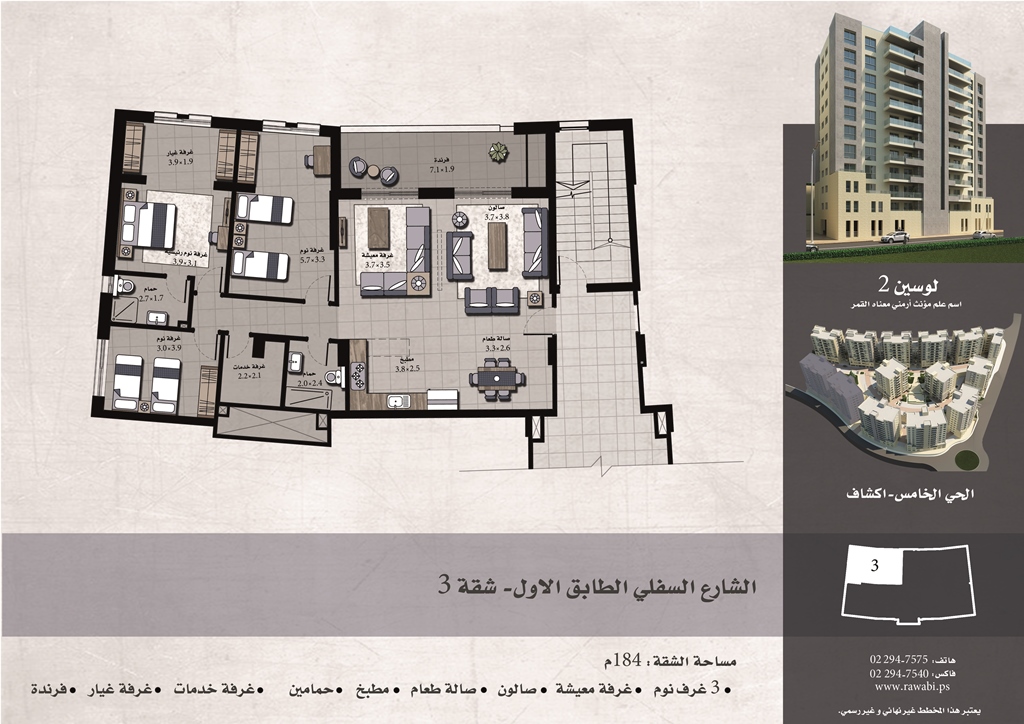 غرفة غيار
3.9×1.9
فرندة
7.1×1.9
صالون
3.7×3.8
غرفة نوم رئيسية
3.9×3.1
غرفة نوم
5.7×3.3
غرفة معيشة
3.7×3.5
حمام
2.7×1.7
غرفة نوم
3.0×3.9
غرفة خدمات
2.2×2.1
حمام
2.0×2.4
مطبخ
3.8×2.5
صالة طعام
3.3×2.6
لوسين 2
اسم علم مؤنث أرمني معناه القمر
الحي الخامس-اكشاف
3
الشارع السفلي الطابق الاول- شقة 3
مساحة الشقة: 184م
• 3 غرف نوم • غرفة معيشة • صالون • صالة طعام • مطبخ • حمامين • غرفة خدمات • غرفة غيار • فرندة
هاتف: 02 294-7575
فاكس: 02 294-7540
www.rawabi.ps
يعتبر هذا المخطط غير نهائي و غير رسمي.